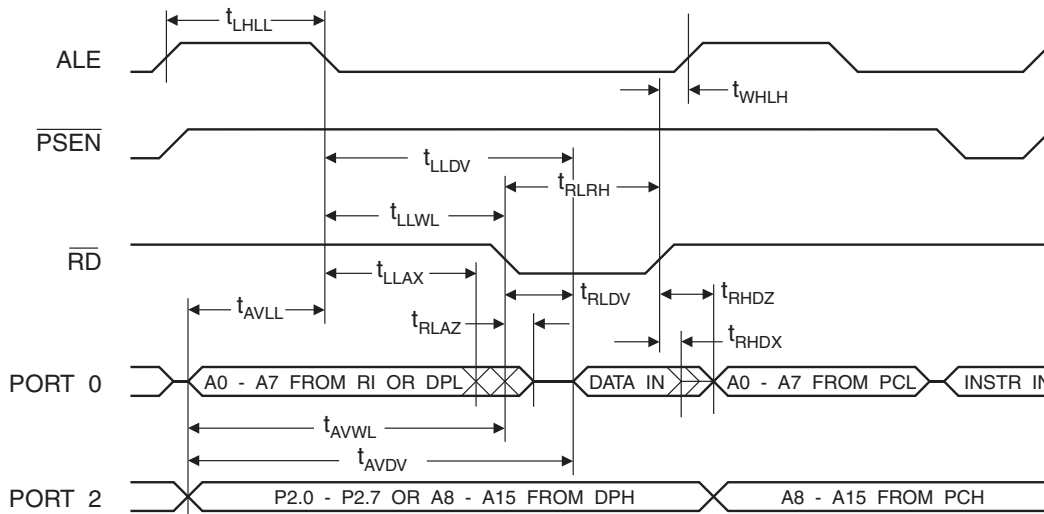 tLHLL
ALE
tWHLH
PSEN
tLLDV
tRLRH
tLLWL
RD
tLLAX
tRLDV
tRHDZ
tAVLL
tRLAZ
tRHDX
PORT 0
A0 - A7 FROM RI OR DPL
DATA IN
A0 - A7 FROM PCL
INSTR IN
tAVWL
tAVDV
PORT 2
P2.0 - P2.7 OR A8 - A15 FROM DPH
A8 - A15 FROM PCH